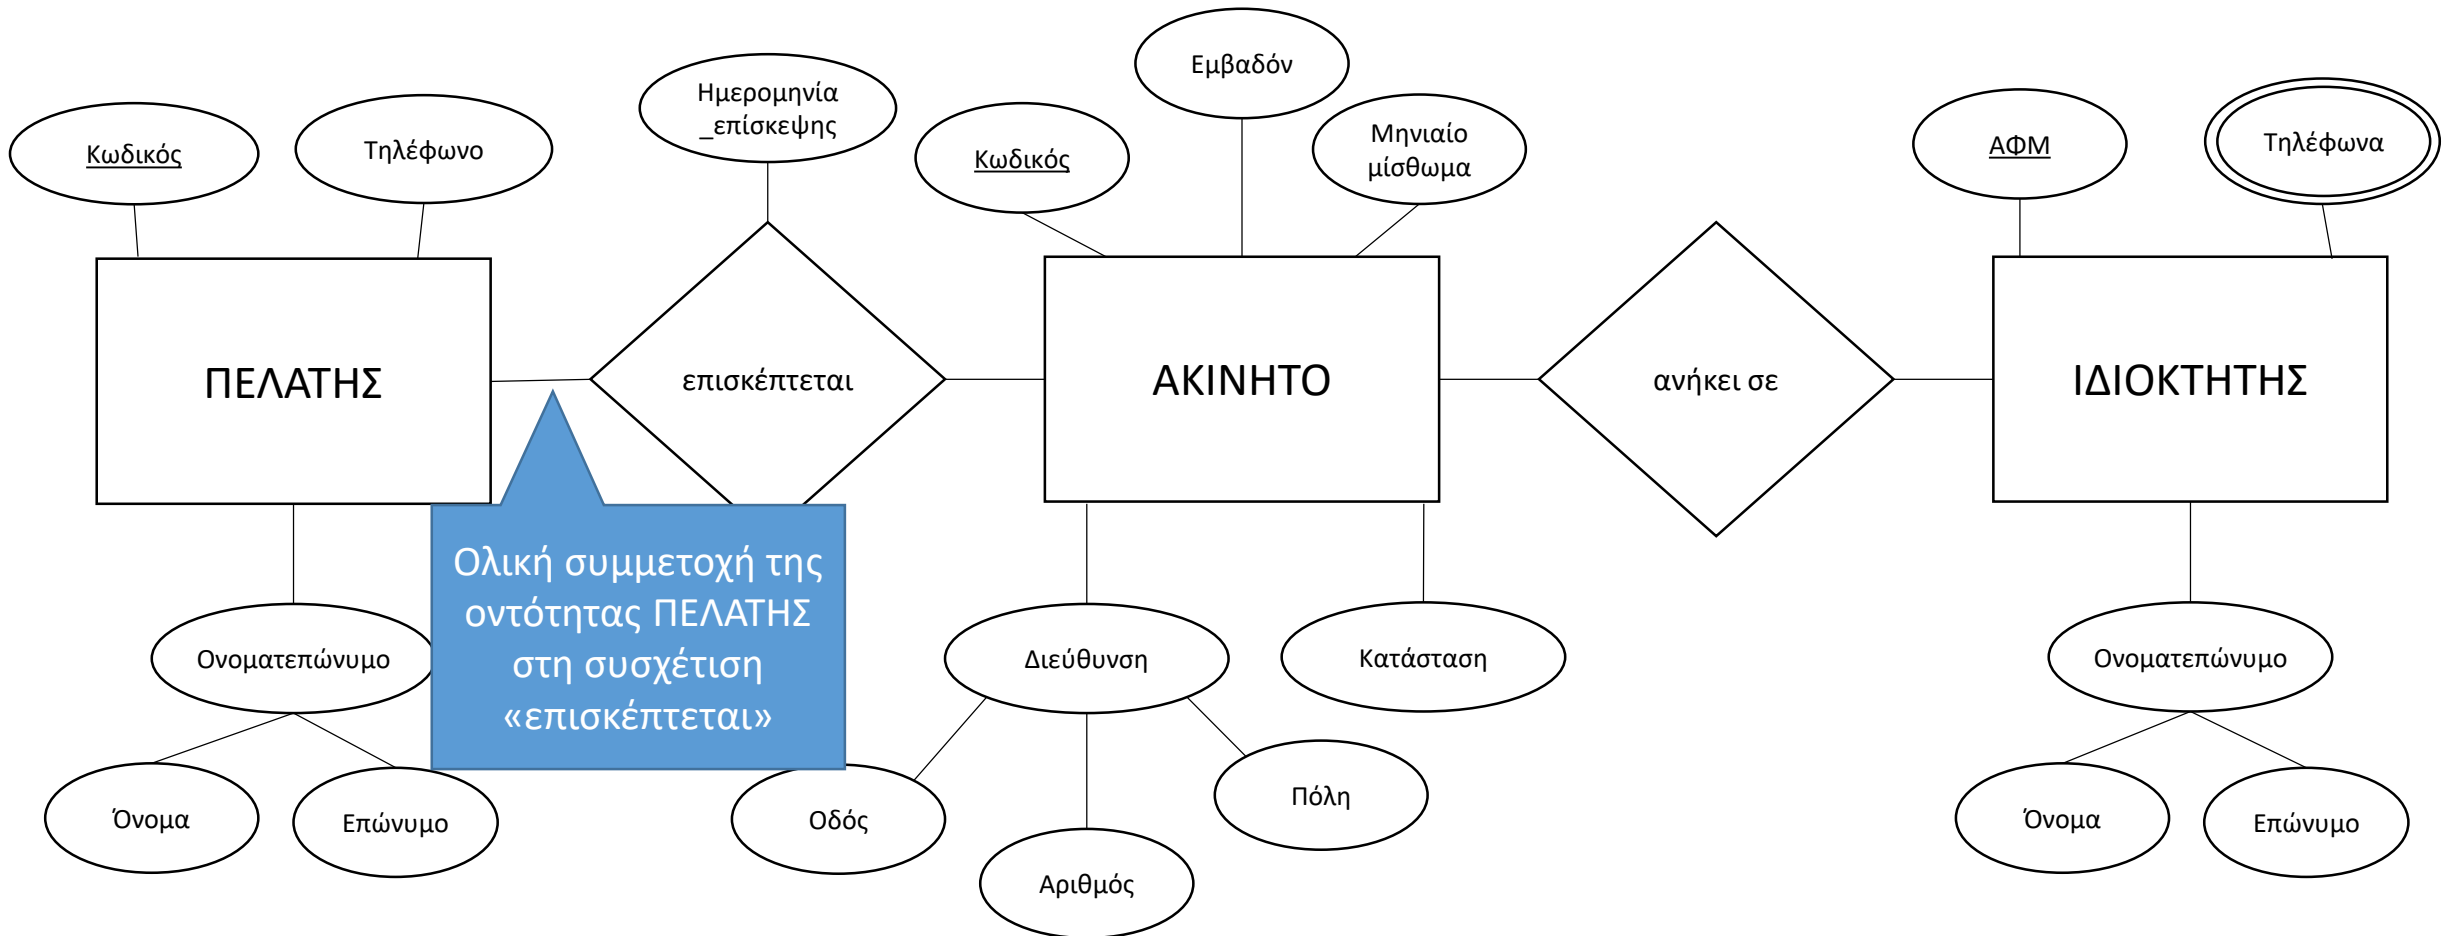 Εμβαδόν
Ημερομηνία
_επίσκεψης
Κωδικός
Τηλέφωνο
Κωδικός
Μηνιαίο
μίσθωμα
ΑΦΜ
Τηλέφωνα
ΠΕΛΑΤΗΣ
επισκέπτεται
ΑΚΙΝΗΤΟ
ανήκει σε
ΙΔΙΟΚΤΗΤΗΣ
Ολική συμμετοχή της
οντότητας ΠΕΛΑΤΗΣ
στη συσχέτιση
«επισκέπτεται»
Ονοματεπώνυμο
Διεύθυνση
Κατάσταση
Ονοματεπώνυμο
Όνομα
Επώνυμο
Οδός
Αριθμός
Πόλη
Όνομα
Επώνυμο